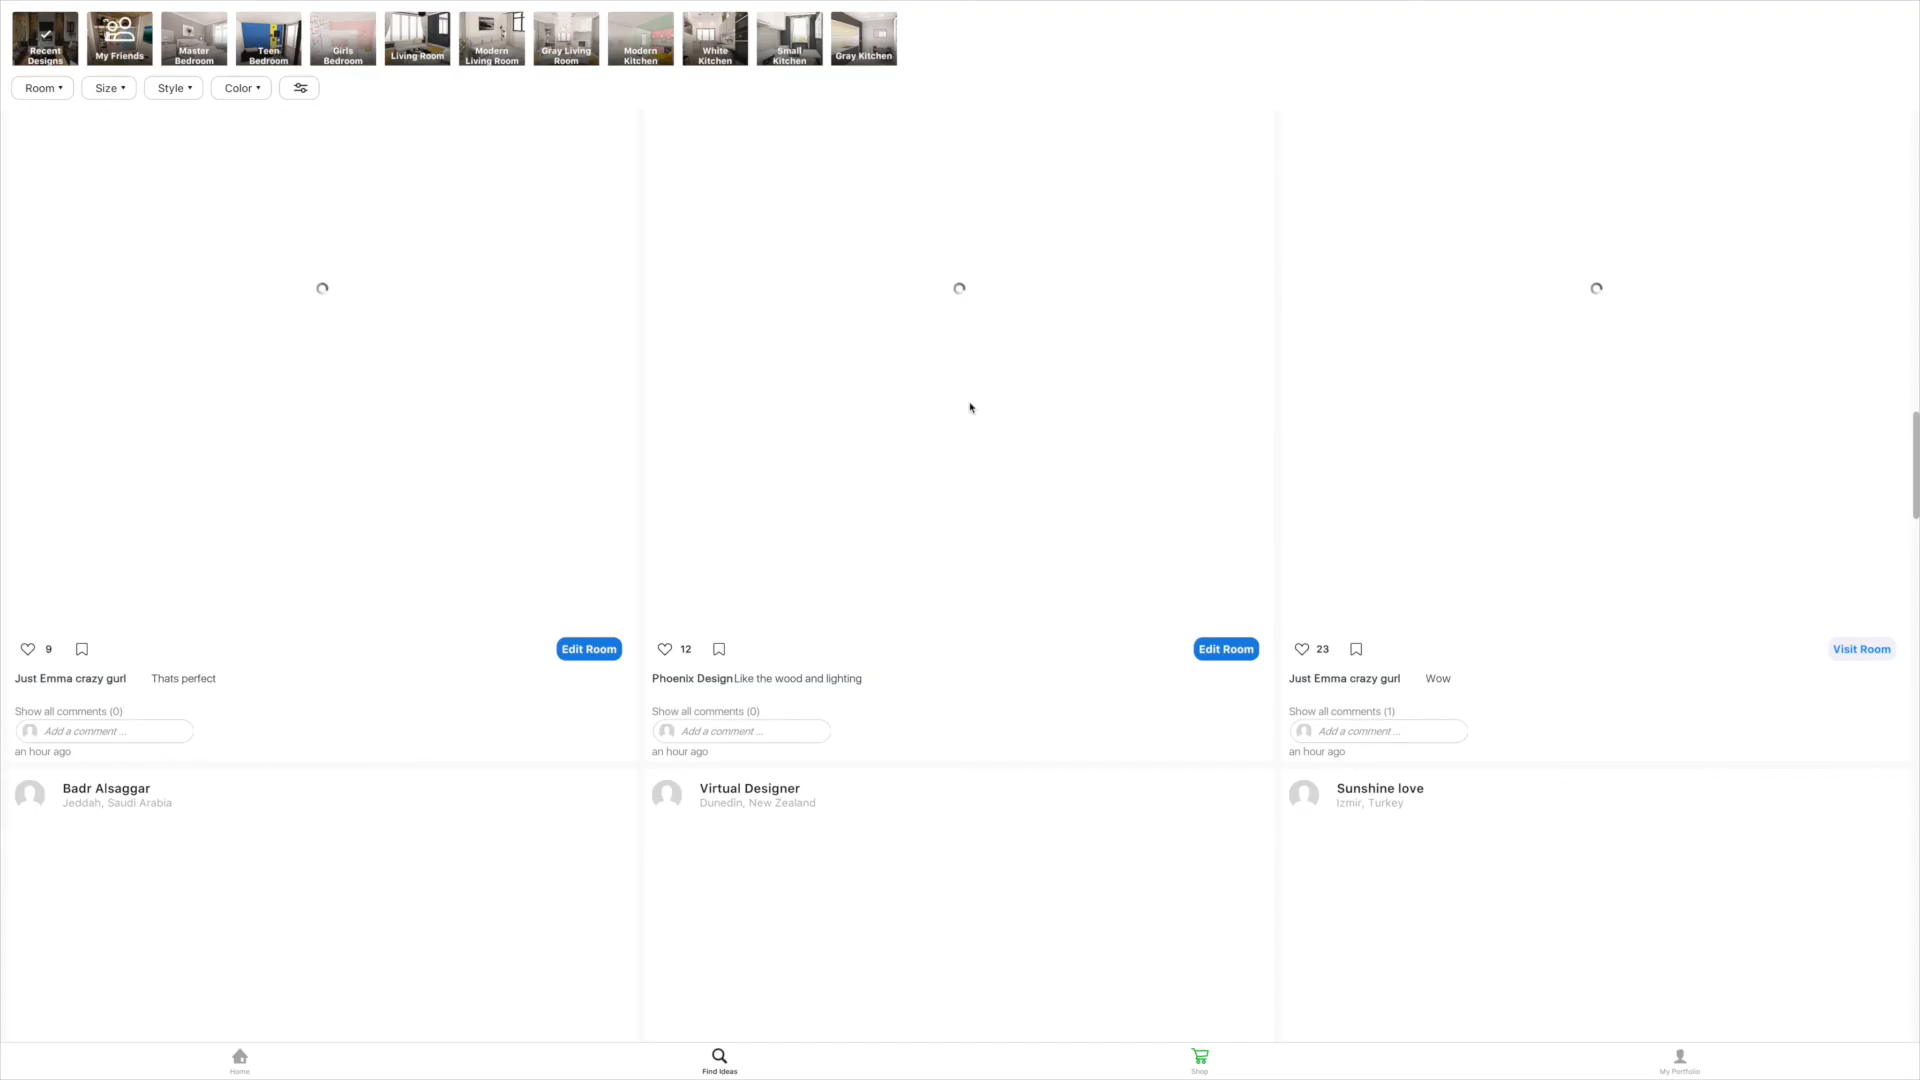 Recent
Designs
My Friends
Master
Bedroom
Teen
Bedroom
Girls
Bedroom
Living Room
Modern
Living Room
Gray Living
Room
Modern
Kitchen
White
Kitchen
Small
Kitchen
Gray Kitchen
Room
Size
Style
Color
9
Edit Room
12
Edit Room
23
Visit Room
Just Emma crazy gurl Thats perfect
Phoenix Design Like the wood and lighting
Just Emma crazy gurl Wow
Show all comments (0)
Show all comments (0)
Show all comments (1)
Add a comment ...
Add a comment ...
Add a comment ...
an hour ago
an hour ago
an hour ago
Badr Alsaggar
Jeddah, Saudi Arabia
Virtual Designer
Dunedin, New Zealand
Sunshine love
Izmir, Turkey
Home
Find Ideas
Shop
My Portfolio